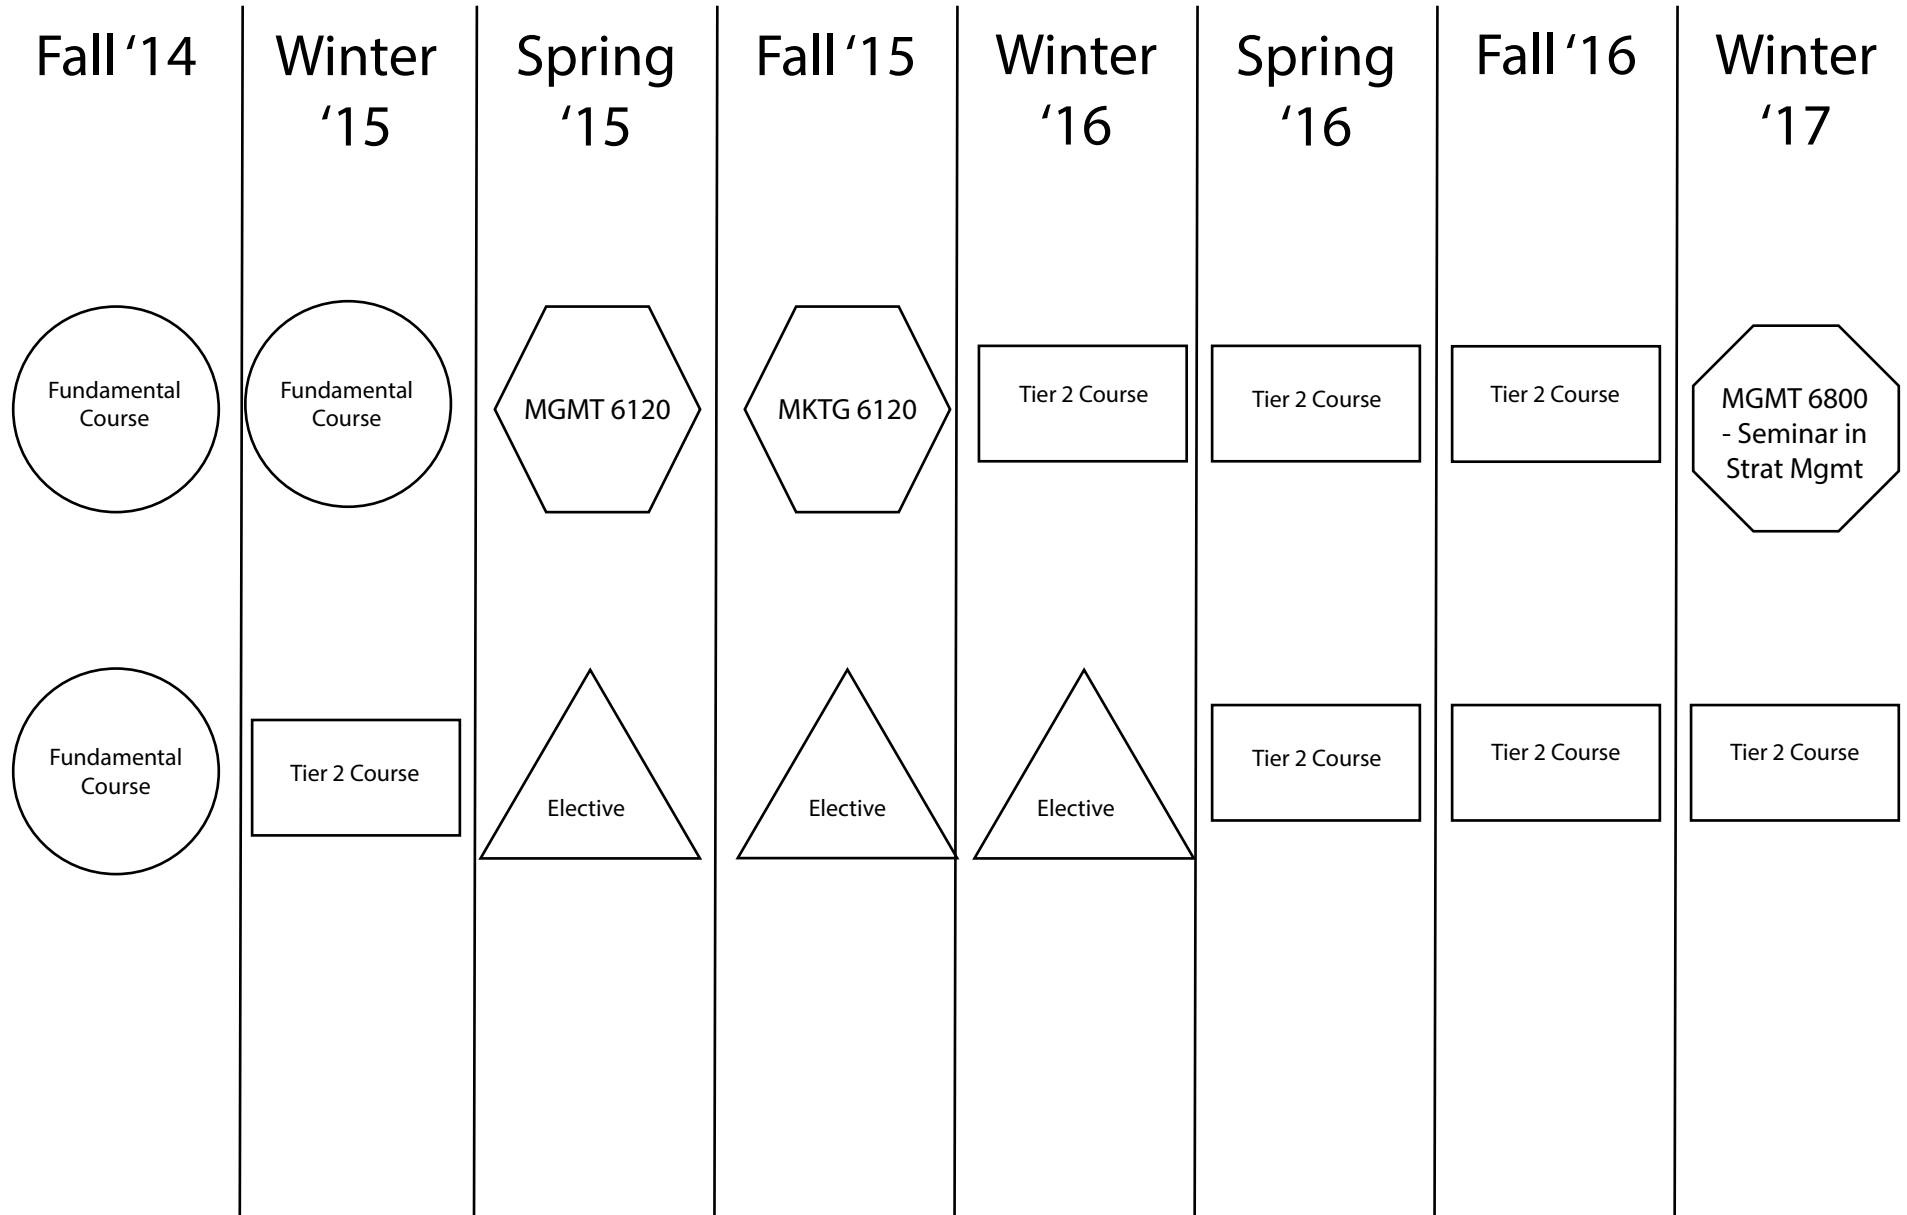 Fall ‘14
Winter
‘15
Spring
‘15
Fall ‘15
Winter
‘16
Spring
‘16
Fall ‘16
Winter
‘17
Fundamental
Course
Fundamental
Course
MGMT 6120
MKTG 6120
Tier 2 Course
Tier 2 Course
Tier 2 Course
MGMT 6800
- Seminar in
Strat Mgmt
Fundamental
Course
Tier 2 Course
Elective
Elective
Elective
Tier 2 Course
Tier 2 Course
Tier 2 Course